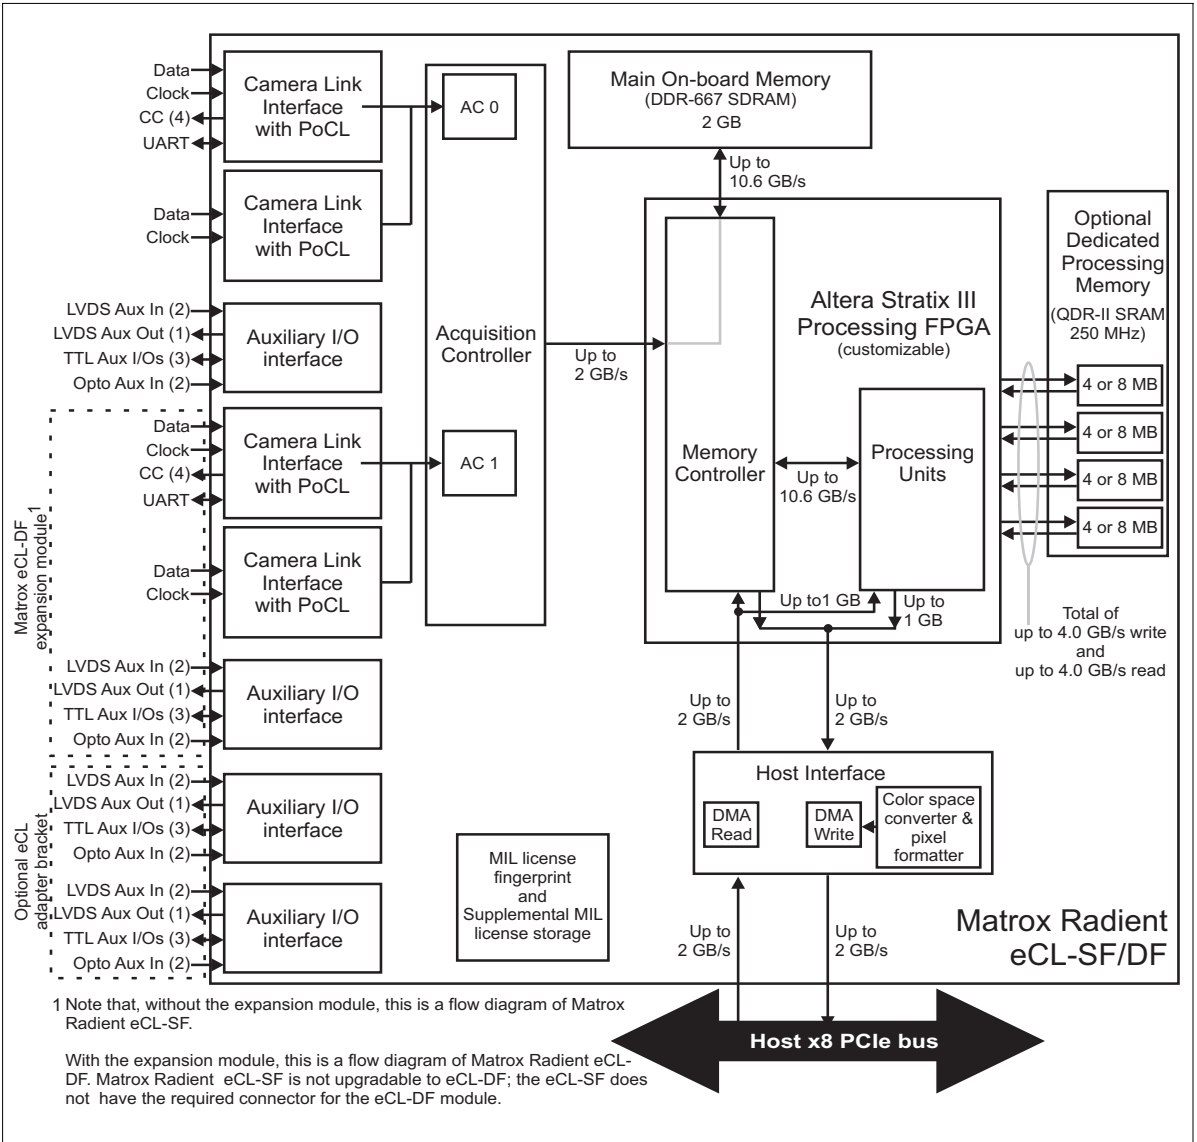 Data
Clock
CC (4)
UART
Camera Link
Interface
with PoCL
AC 0
Main On-board Memory
(DDR-667 SDRAM)
2 GB
Up to
10.6 GB/s
Data
Clock
Camera Link
Interface
with PoCL
LVDS Aux In (2)
LVDS Aux Out (1)
TTL Aux I/Os (3)
Opto Aux In (2)
Auxiliary I/O
interface
Acquisition
Controller
Up to
2 GB/s
Altera Stratix III
Processing FPGA
(customizable)
Memory
Controller
Up to
10.6 GB/s
Processing
Units
Optional
Dedicated
Processing
Memory
(QDR-II SRAM
250 MHz)
4 or 8 MB
4 or 8 MB
4 or 8 MB
4 or 8 MB
Total of
up to 4.0 GB/s write
and
up to 4.0 GB/s read
Matrox eCL-DF
expansion module1
Data
Clock
CC (4)
UART
Camera Link
Interface
with PoCL
AC 1
Data
Clock
Camera Link
Interface
with PoCL
LVDS Aux In (2)
LVDS Aux Out (1)
TTL Aux I/Os (3)
Opto Aux In (2)
Auxiliary I/O
interface
Up to1 GB
Up to
1 GB
Up to
2 GB/s
Up to
2 GB/s
Optional eCL
adapter bracket
LVDS Aux In (2)
LVDS Aux Out (1)
TTL Aux I/Os (3)
Opto Aux In (2)
Auxiliary I/O
interface
LVDS Aux In (2)
LVDS Aux Out (1)
TTL Aux I/Os (3)
Opto Aux In (2)
Auxiliary I/O
interface
MIL license
fingerprint
and
Supplemental MIL
license storage
Host Interface
DMA
Read
DMA
Write
Color space
converter &
pixel
formatter
Up to
2 GB/s
Up to
2 GB/s
Matrox Radient
eCL-SF/DF
Host x8 PCIe bus
1 Note that, without the expansion module, this is a flow diagram of Matrox
Radient eCL-SF.
With the expansion module, this is a flow diagram of Matrox Radient eCL-
DF. Matrox Radient eCL-SF is not upgradable to eCL-DF; the eCL-SF does
not have the required connector for the eCL-DF module.